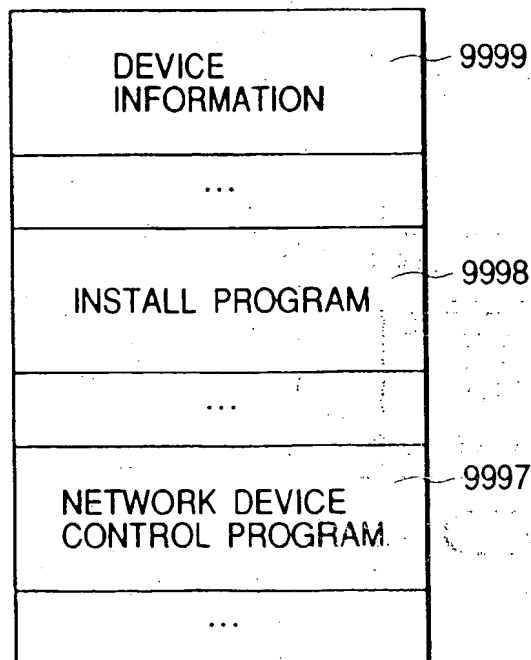 DEVICE
INFORMATION
9999
...
INSTALL PROGRAM
9998
...
NETWORK DEVICE
CONTROL PROGRAM
9997
...